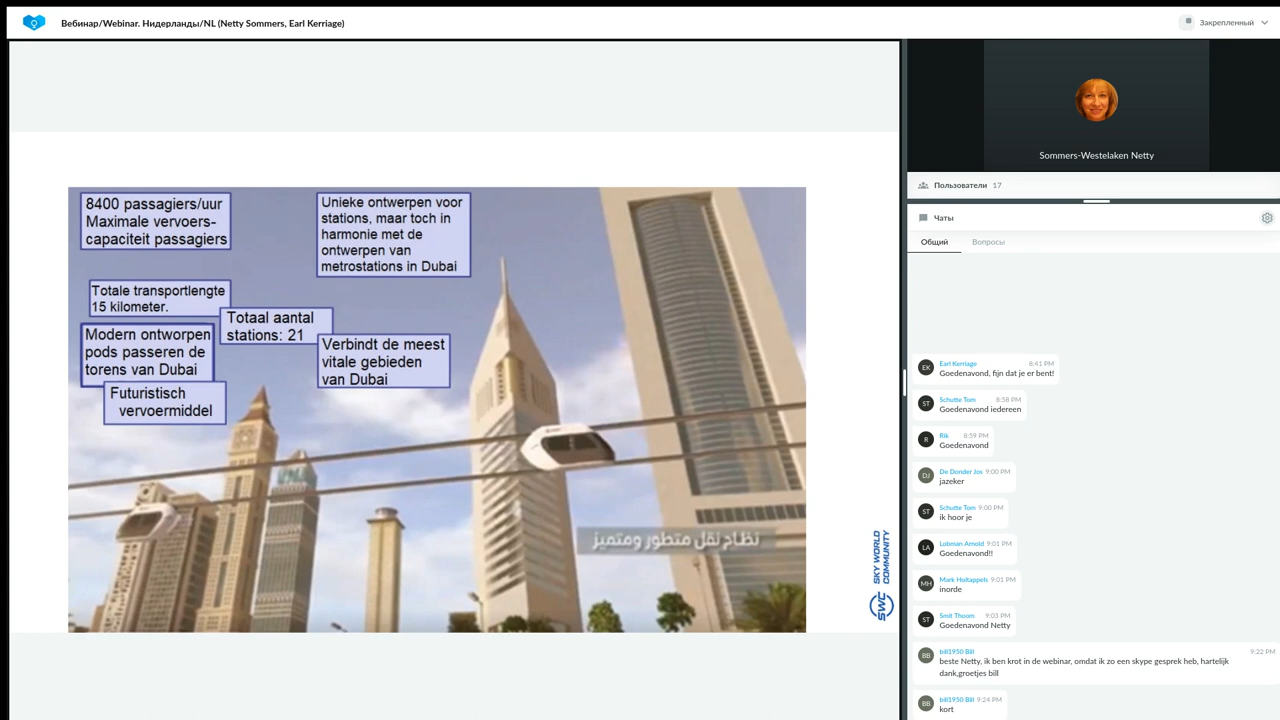 Вебинар/Webinar. Нидерланды/NL (Netty Sommers, Earl Kerriage)
Закрепленный
8400 passagiers/uur
Maximale vervoers-
capaciteit passagiers
Unieke ontwerpen voor
stations, maar toch in
harmonie met de
ontwerpen van
metrostations in Dubai
Totale transportlengte
15 kilometer.
Totaal aantal
stations: 21
Modern ontworpen
pods passeren de
torens van Dubai
Verbindt de meest
vitale gebieden
van Dubai
Futuristisch
vervoermiddel
نظام نقل متطور ومتميز
SWC SKY WORLD
COMMUNITY
Sommers-Westelaken Netty
Пользователи 17
Чаты
Общий Вопросы
EK Earl Kerriage 8:41 PM
Goedenavond, fijn dat je er bent!
ST Schutte Tom 8:58 PM
Goedenavond iedereen
R Rik 8:59 PM
Goedenavond
DJ De Donder Jos 9:00 PM
jazeker
ST Schutte Tom 9:00 PM
ik hoor je
LA Lobman Arnold 9:01 PM
Goedenavond!!
MH Mark Holtappels 9:01 PM
inorde
ST Smit Thoom 9:03 PM
Goedenavond Netty
BB bill1950 Bill 9:22 PM
beste Netty, ik ben krot in de webinar, omdat ik zo een skype gesprek heb, hartelijk
dank,groetjes bill
BB bill1950 Bill 9:24 PM
kort